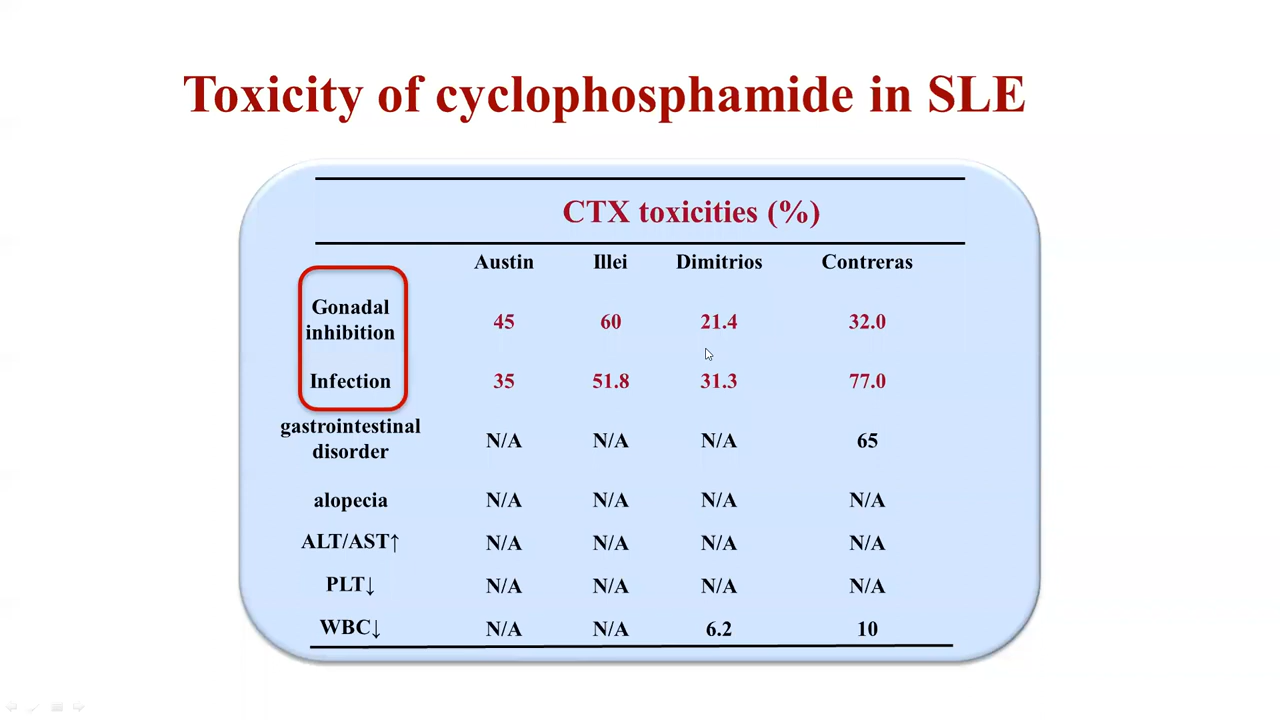 Toxicity of cyclophosphamide in SLE
CTX toxicities (%)
Austin Illei Dimitrios Contreras
Gonadal
inhibition 45 60 21.4 32.0
Infection 35 51.8 31.3 77.0
gastrointestinal
disorder N/A N/A N/A 65
alopecia N/A N/A N/A N/A
ALT/AST↑ N/A N/A N/A N/A
PLT↓ N/A N/A N/A N/A
WBC↓ N/A N/A 6.2 10